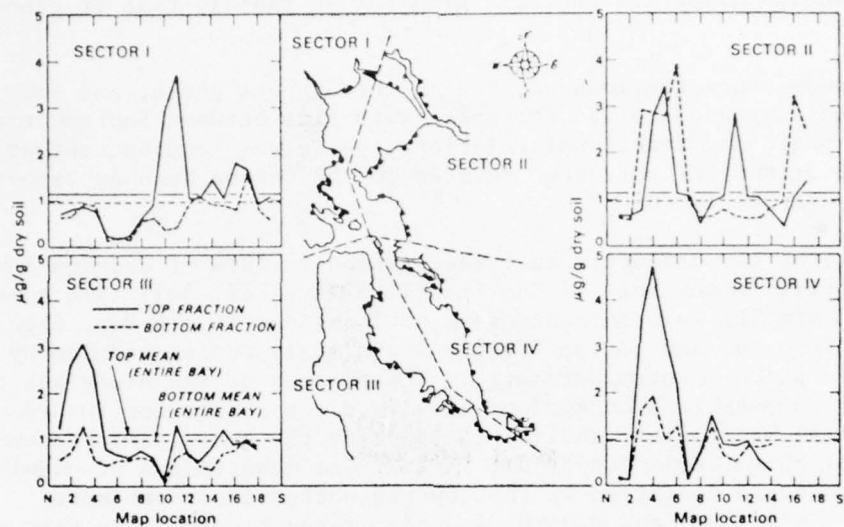 SECTOR I
5
4
3
2
1
0
µg/g dry soil
SECTOR I
SECTOR II
SECTOR III
SECTOR IV
SECTOR II
5
4
3
2
1
0
µg/g dry soil
SECTOR III
TOP FRACTION
BOTTOM FRACTION
TOP MEAN
(ENTIRE BAY)
BOTTOM MEAN
(ENTIRE BAY)
5
4
3
2
1
0
N 2 4 6 8 10 12 14 16 18 S
Map location
SECTOR IV
5
4
3
2
1
0
N 2 4 6 8 10 12 14 16 18 S
Map location